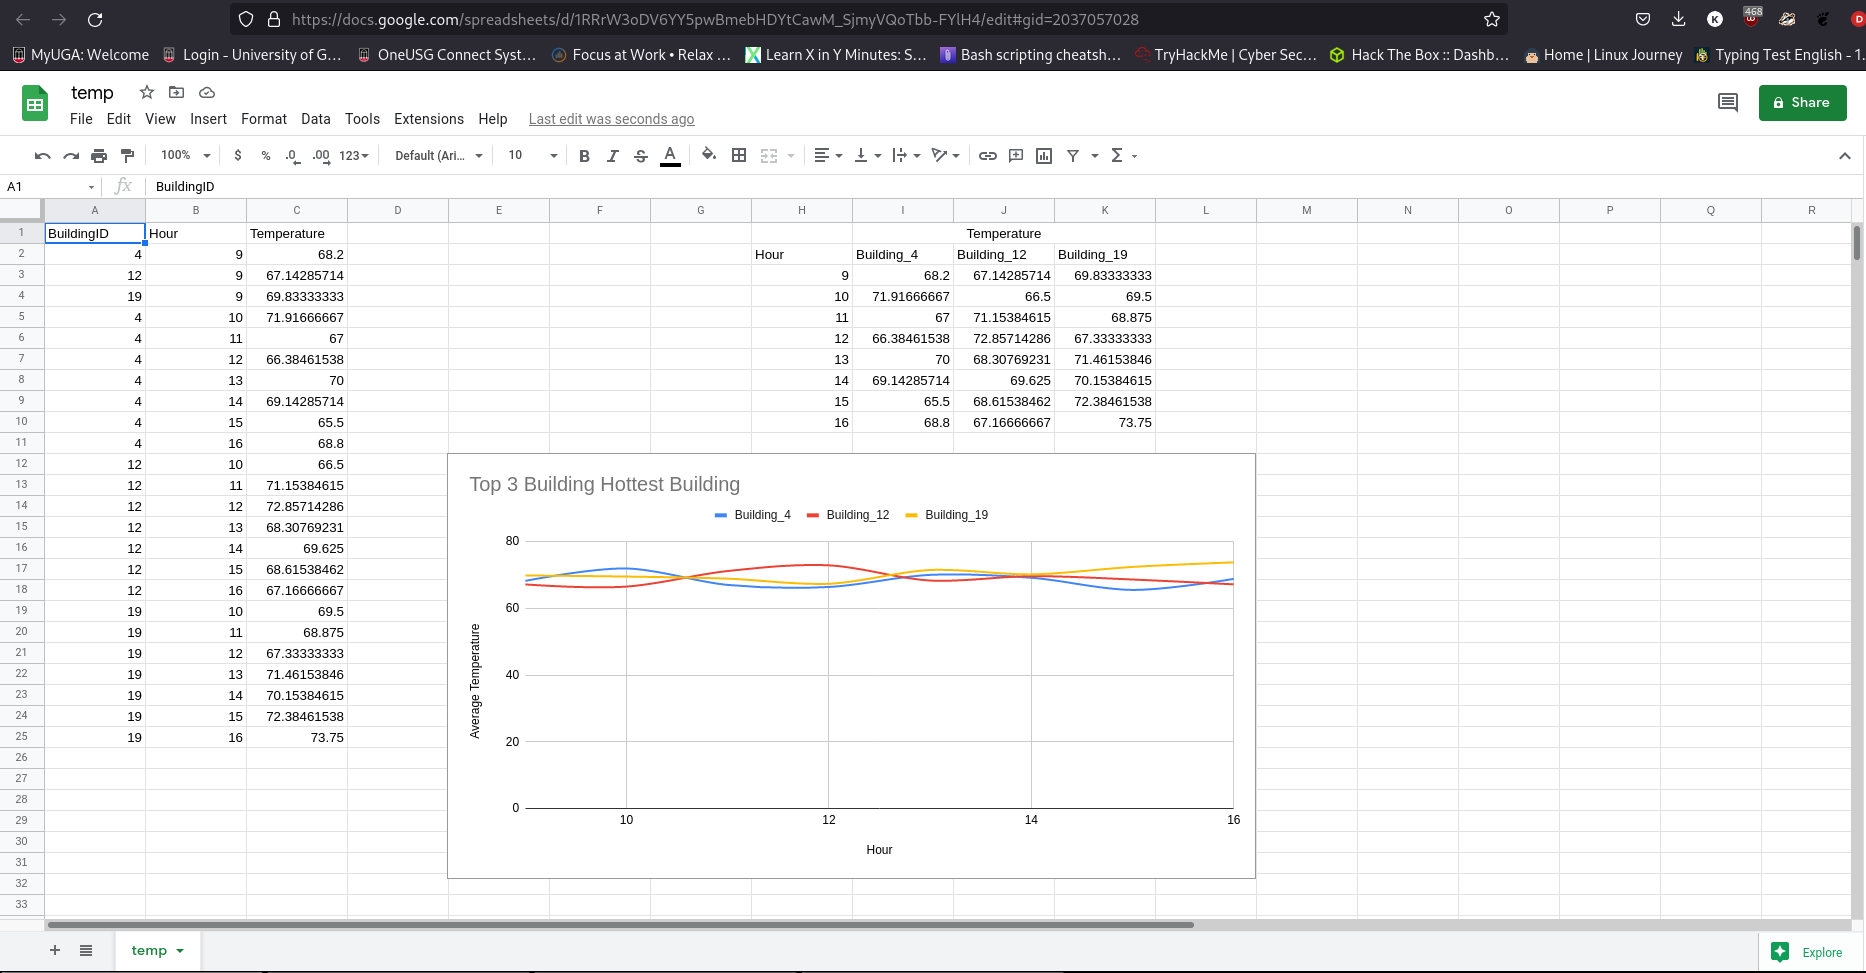 https://docs.google.com/spreadsheets/d/1RRrW3oDV6YY5pwBmebHDYtCawM_SjmyVQoTbb-FYlH4/edit#gid=2037057028
468
K
D
MyUGA: Welcome Login - University of G... OneUSG Connect Syst... Focus at Work • Relax ... Learn X in Y Minutes: S... Bash scripting cheatsh... TryHackMe | Cyber Sec... Hack The Box :: Dashb... Home | Linux Journey Typing Test English - 1.
temp
Share
File Edit View Insert Format Data Tools Extensions Help Last edit was seconds ago
100% $ % .0 .00 123 Default (Ari... 10 B I S A
A1 fx BuildingID
A B C D E F G H I J K L M N O P Q R
1 BuildingID Hour Temperature Temperature
2 4 9 68.2 Hour Building_4 Building_12 Building_19
3 12 9 67.14285714 9 68.2 67.14285714 69.83333333
4 19 9 69.83333333 10 71.91666667 66.5 69.5
5 4 10 71.91666667 11 67 71.15384615 68.875
6 4 11 67 12 66.38461538 72.85714286 67.33333333
7 4 12 66.38461538 13 70 68.30769231 71.46153846
8 4 13 70 14 69.14285714 69.625 70.15384615
9 4 14 69.14285714 15 65.5 68.61538462 72.38461538
10 4 15 65.5 16 68.8 67.16666667 73.75
11 4 16 68.8
12 12 10 66.5
13 12 11 71.15384615
14 12 12 72.85714286
15 12 13 68.30769231
16 12 14 69.625
17 12 15 68.61538462
18 12 16 67.16666667
19 19 10 69.5
20 19 11 68.875
21 19 12 67.33333333
22 19 13 71.46153846
23 19 14 70.15384615
24 19 15 72.38461538
25 19 16 73.75
26
27
28
29
30
31
32
33
Top 3 Building Hottest Building
Building_4 Building_12 Building_19
80
60
40
20
0
Average Temperature
10 12 14 16
Hour
temp
Explore